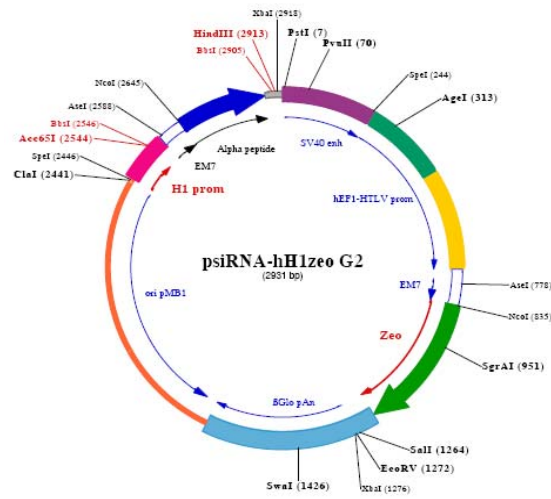 XbaI (2918)
HindIII (2913)
BbsI (2905)
PstI (7)
PvuII (70)
NcoI (2645)
SpeI (244)
AseI (2588)
AgeI (313)
BbsI (2546)
Acc65I (2544)
SpeI (2446)
ClaI (2441)
EM7
Alpha peptide
SV40 enh
H1 prom
hEF1-HTLV prom
psiRNA-hH1zeo G2
(2931 bp)
ori pMB1
EM7
AseI (778)
NcoI (835)
Zeo
SgrAI (951)
BGlo pAn
SalI (1264)
EcoRV (1272)
XbaI (1276)
SwaI (1426)